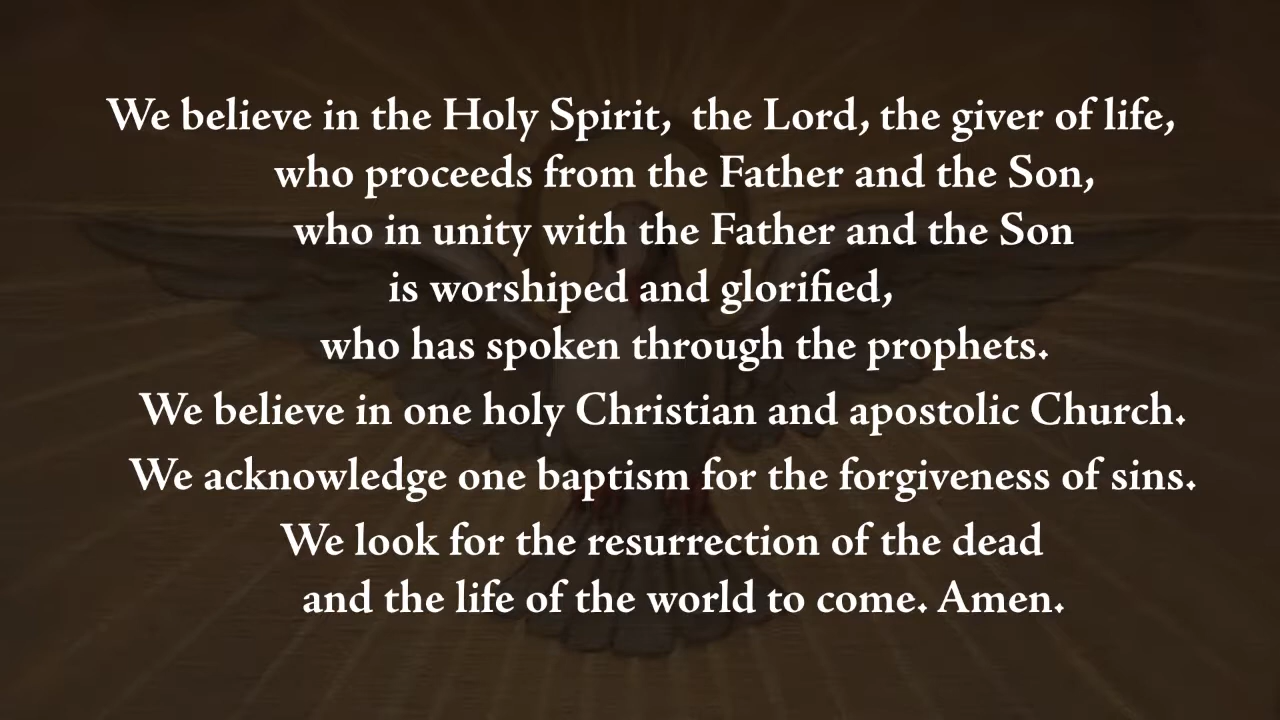 We believe in the Holy Spirit,  the Lord, the giver of life,
who proceeds from the Father and the Son,
who in unity with the Father and the Son
is worshiped and glorified,
who has spoken through the prophets.
We believe in one holy Christian and apostolic Church.
We acknowledge one baptism for the forgiveness of sins.
We look for the resurrection of the dead
and the life of the world to come. Amen.